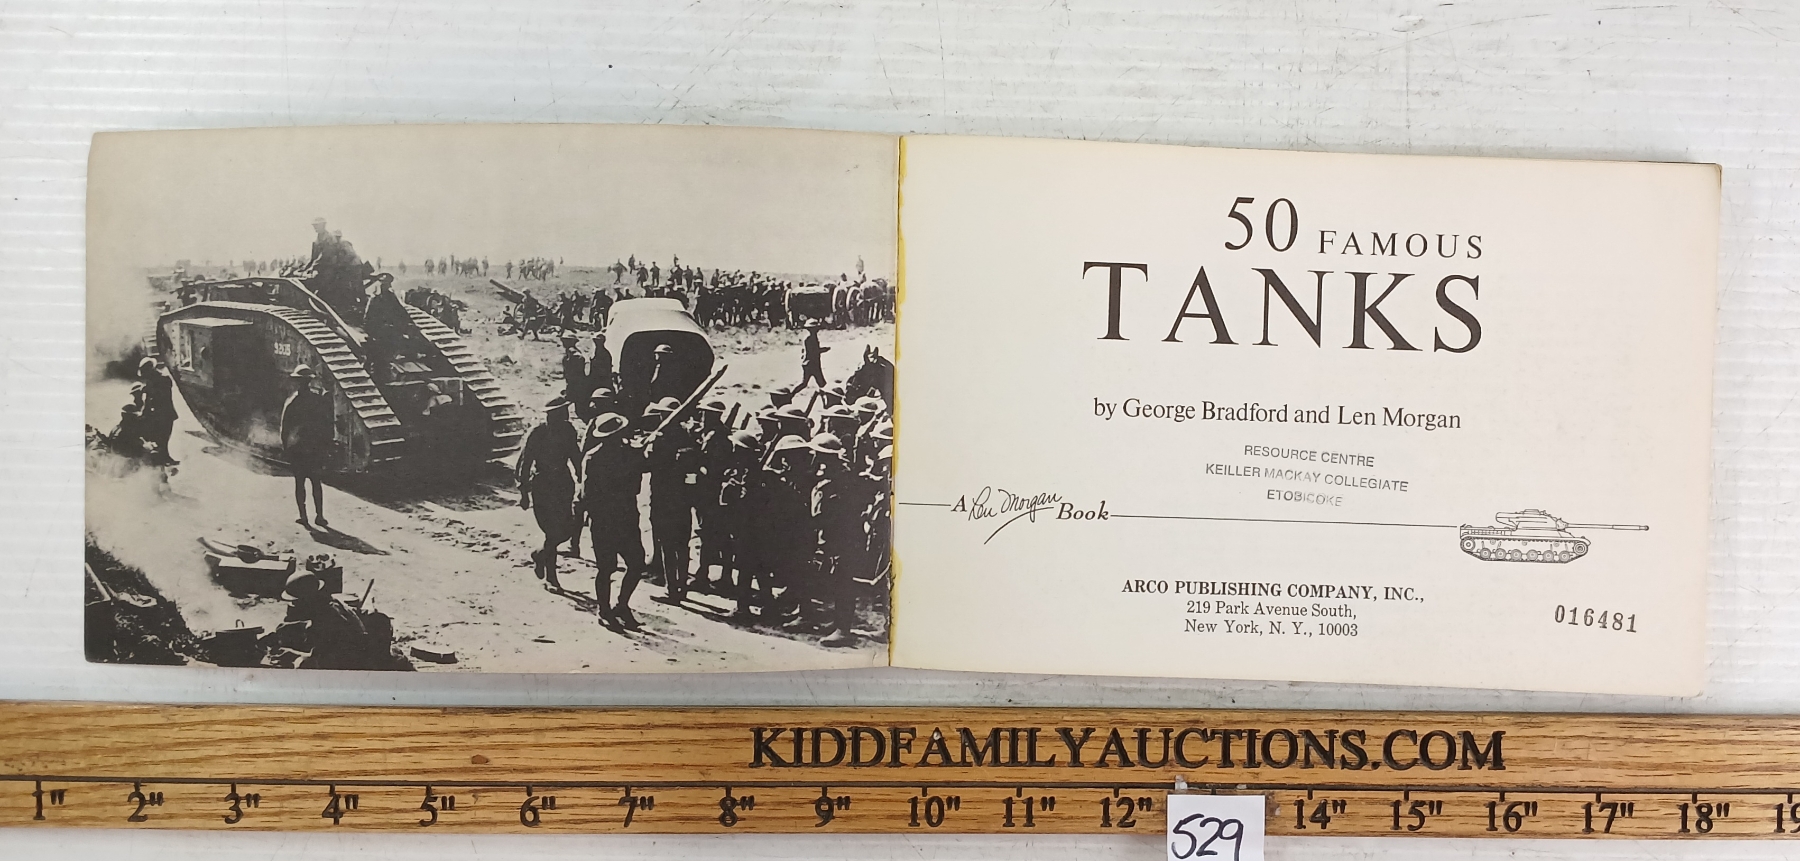 50 FAMOUS
TANKS
by George Bradford and Len Morgan
RESOURCE CENTRE
KEILLER MACKAY COLLEGIATE
ETOBICOKE
A Len Morgan Book
ARCO PUBLISHING COMPANY, INC.,
219 Park Avenue South,
New York, N. Y., 10003
016481
KIDDFAMILYAUCTIONS.COM
1" 2" 3" 4" 5" 6" 7" 8" 9" 10" 11" 12" 14" 15" 16" 17" 18" 19
529